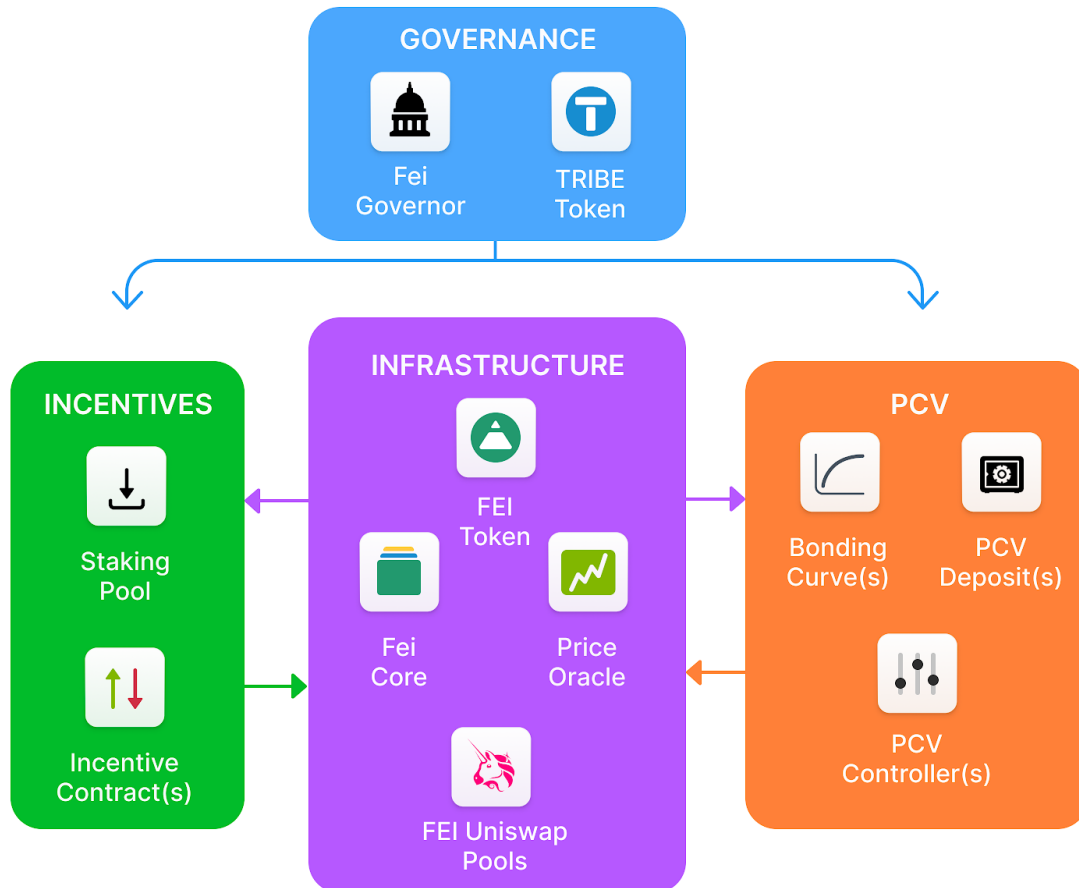 GOVERNANCE
Fei
Governor
TRIBE
Token
INCENTIVES
Staking
Pool
Incentive
Contract(s)
INFRASTRUCTURE
FEI
Token
Fei
Core
Price
Oracle
FEI Uniswap
Pools
PCV
Bonding
Curve(s)
PCV
Deposit(s)
PCV
Controller(s)